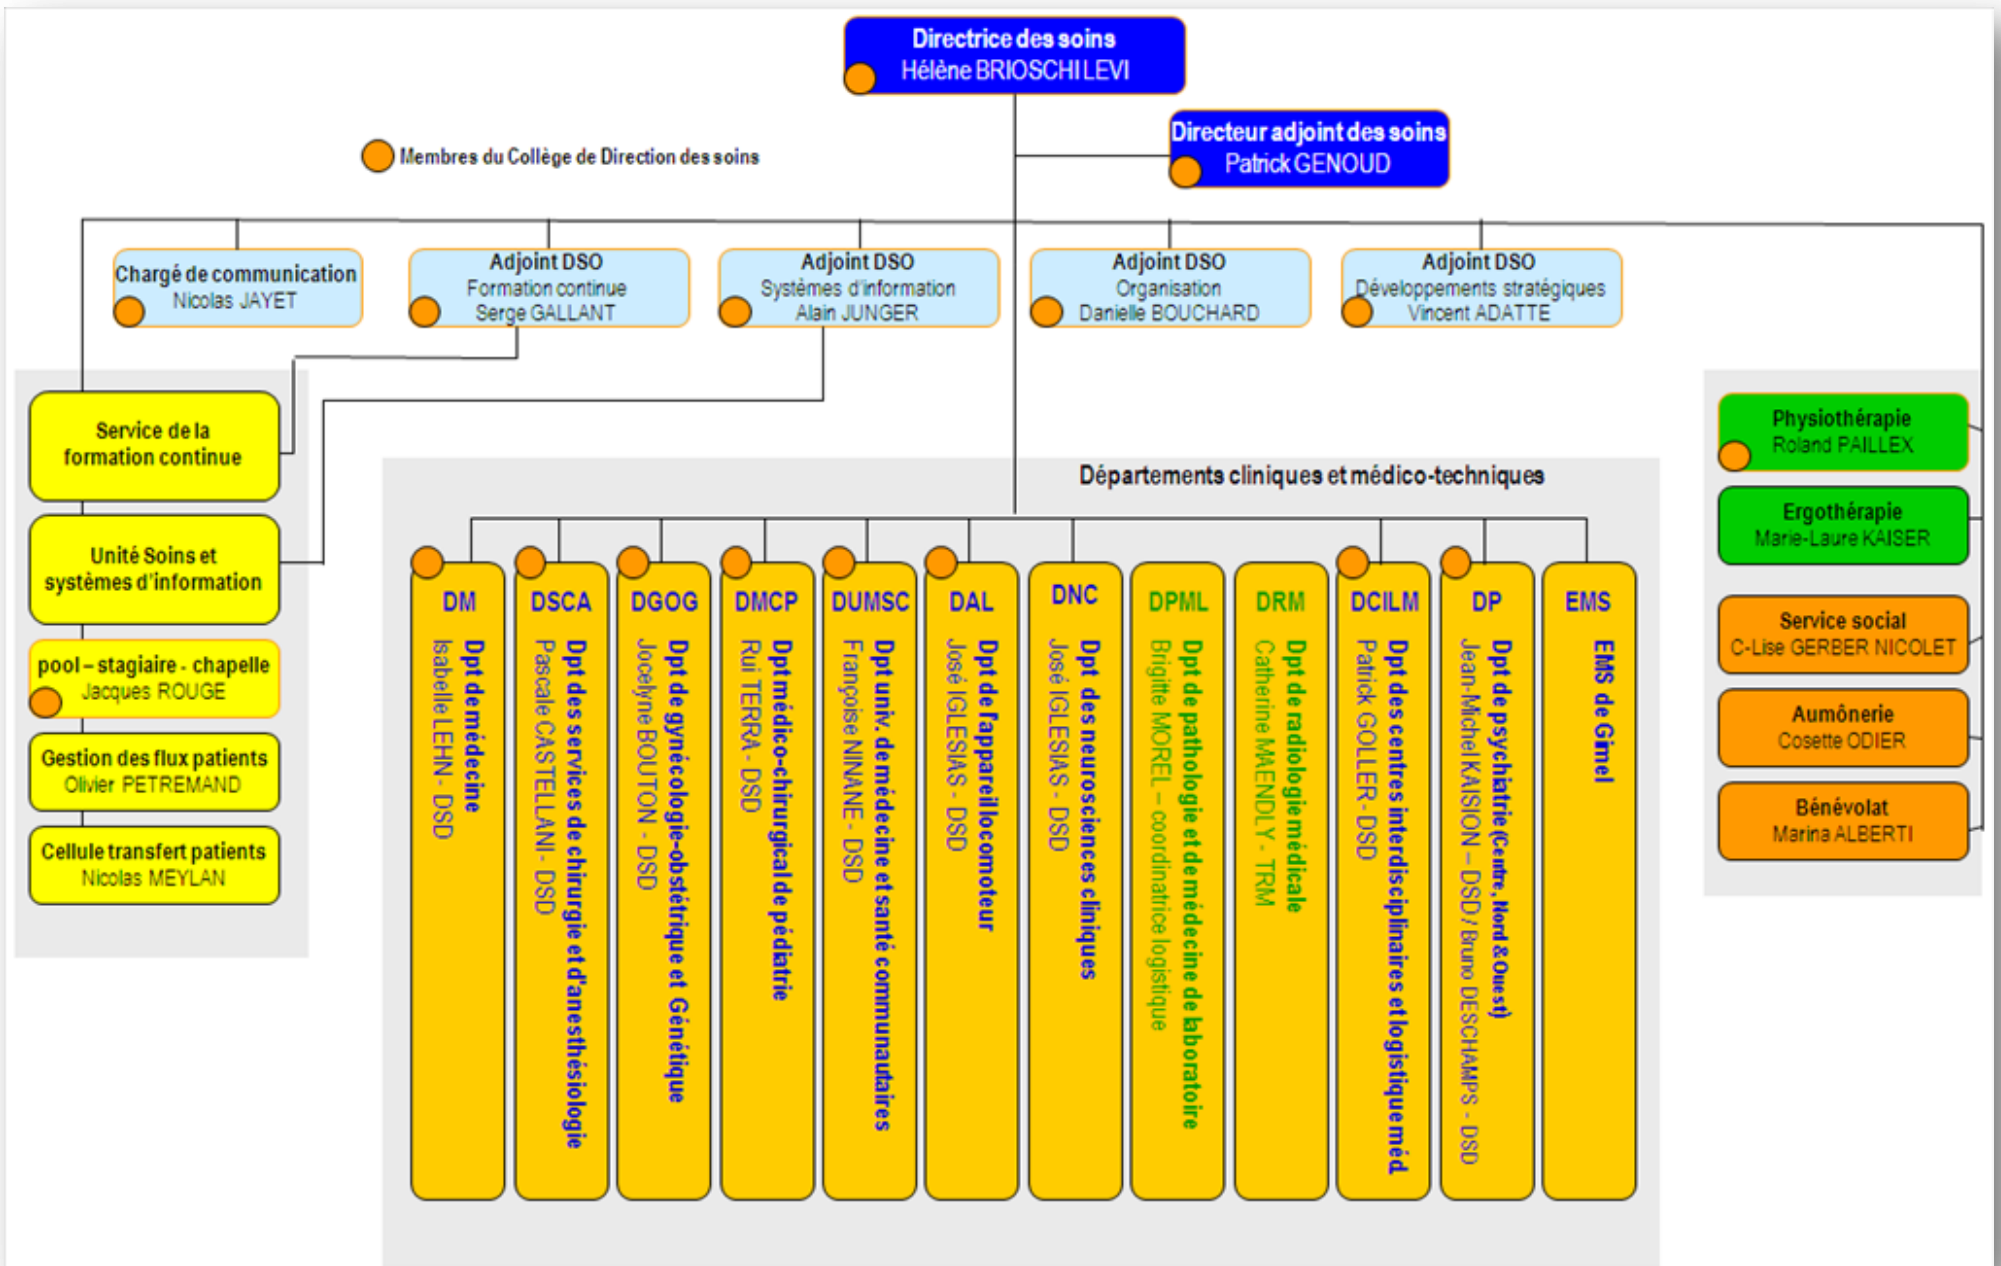 Directrice des soins
Hélène BRIOSCHI LEVI
Directeur adjoint des soins
Patrick GENOUD
Membres du Collège de Direction des soins
Chargé de communication
Nicolas JAYET
Adjoint DSO
Formation continue
Serge GALLANT
Adjoint DSO
Systèmes d'information
Alain JUNGER
Adjoint DSO
Organisation
Danielle BOUCHARD
Adjoint DSO
Développements stratégiques
Vincent ADATTE
Service de la
formation continue
Unité Soins et
systèmes d'information
pool – stagiaire - chapelle
Jacques ROUGE
Gestion des flux patients
Olivier PETREMAND
Cellule transfert patients
Nicolas MEYLAN
Départements cliniques et médico-techniques
DM
Dpt de médecine
Isabelle LEHN - DSD
DSCA
Dpt des services de chirurgie et d'anesthésiologie
Pascale CASTELLANI - DSD
DGOG
Dpt de gynécologie-obstétrique et Génétique
Jocelyne BOUTON - DSD
DMCP
Dpt médico-chirurgical de pédiatrie
Rui TERRA - DSD
DUMSC
Dpt univ. de médecine et santé communautaires
Françoise NINANE - DSD
DAL
Dpt de l'appareil locomoteur
José IGLESIAS - DSD
DNC
Dpt des neurosciences cliniques
José IGLESIAS - DSD
DPML
Dpt de pathologie et de médecine de laboratoire
Brigitte MOREL – coordinatrice logistique
DRM
Dpt de radiologie médicale
Catherine MAENDLY - TRM
DCILM
Dpt des centres interdisciplinaires et logistique méd.
Patrick GOLLER - DSD
DP
Dpt de psychiatrie (Centre, Nord & Ouest)
Jean-Michel KAISION – DSD / Bruno DESCHAMPS - DSD
EMS
EMS de Gimel
Physiothérapie
Roland PAILLEX
Ergothérapie
Marie-Laure KAISER
Service social
C-Lise GERBER NICOLET
Aumônerie
Cosette ODIER
Bénévolat
Marina ALBERTI